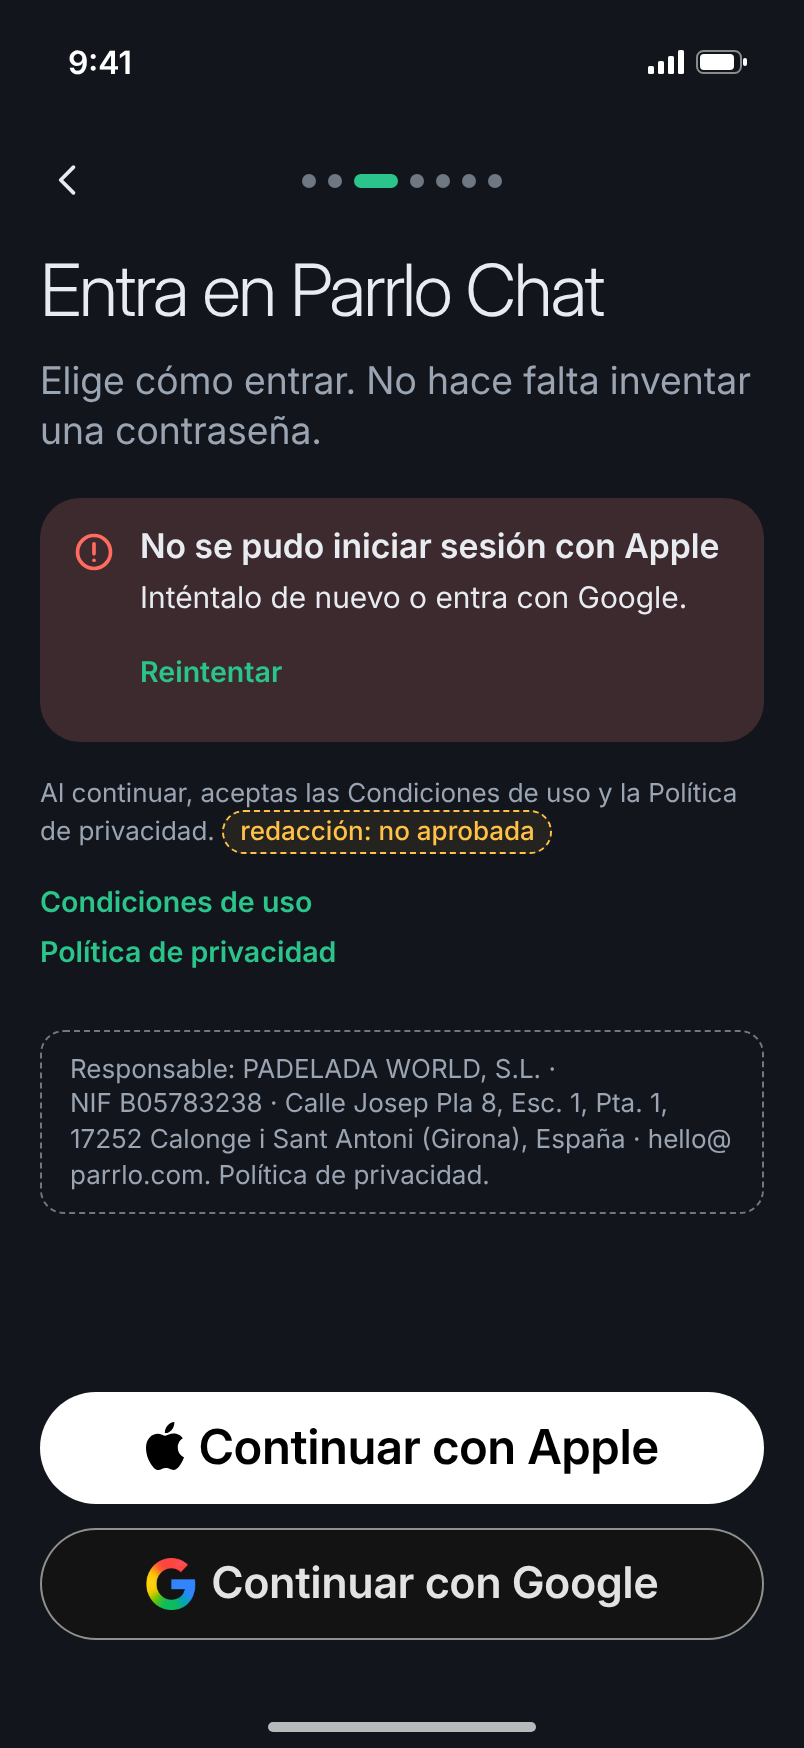 9:41
Entra en Parrlo Chat
Elige cómo entrar. No hace falta inventar
una contraseña.
No se pudo iniciar sesión con Apple
Inténtalo de nuevo o entra con Google.
Reintentar
Al continuar, aceptas las Condiciones de uso y la Política
de privacidad. redacción: no aprobada
Condiciones de uso
Política de privacidad
Responsable: PADELADA WORLD, S.L. ·
NIF B05783238 · Calle Josep Pla 8, Esc. 1, Pta. 1,
17252 Calonge i Sant Antoni (Girona), España · hello@
parrlo.com. Política de privacidad.
Continuar con Apple
Continuar con Google